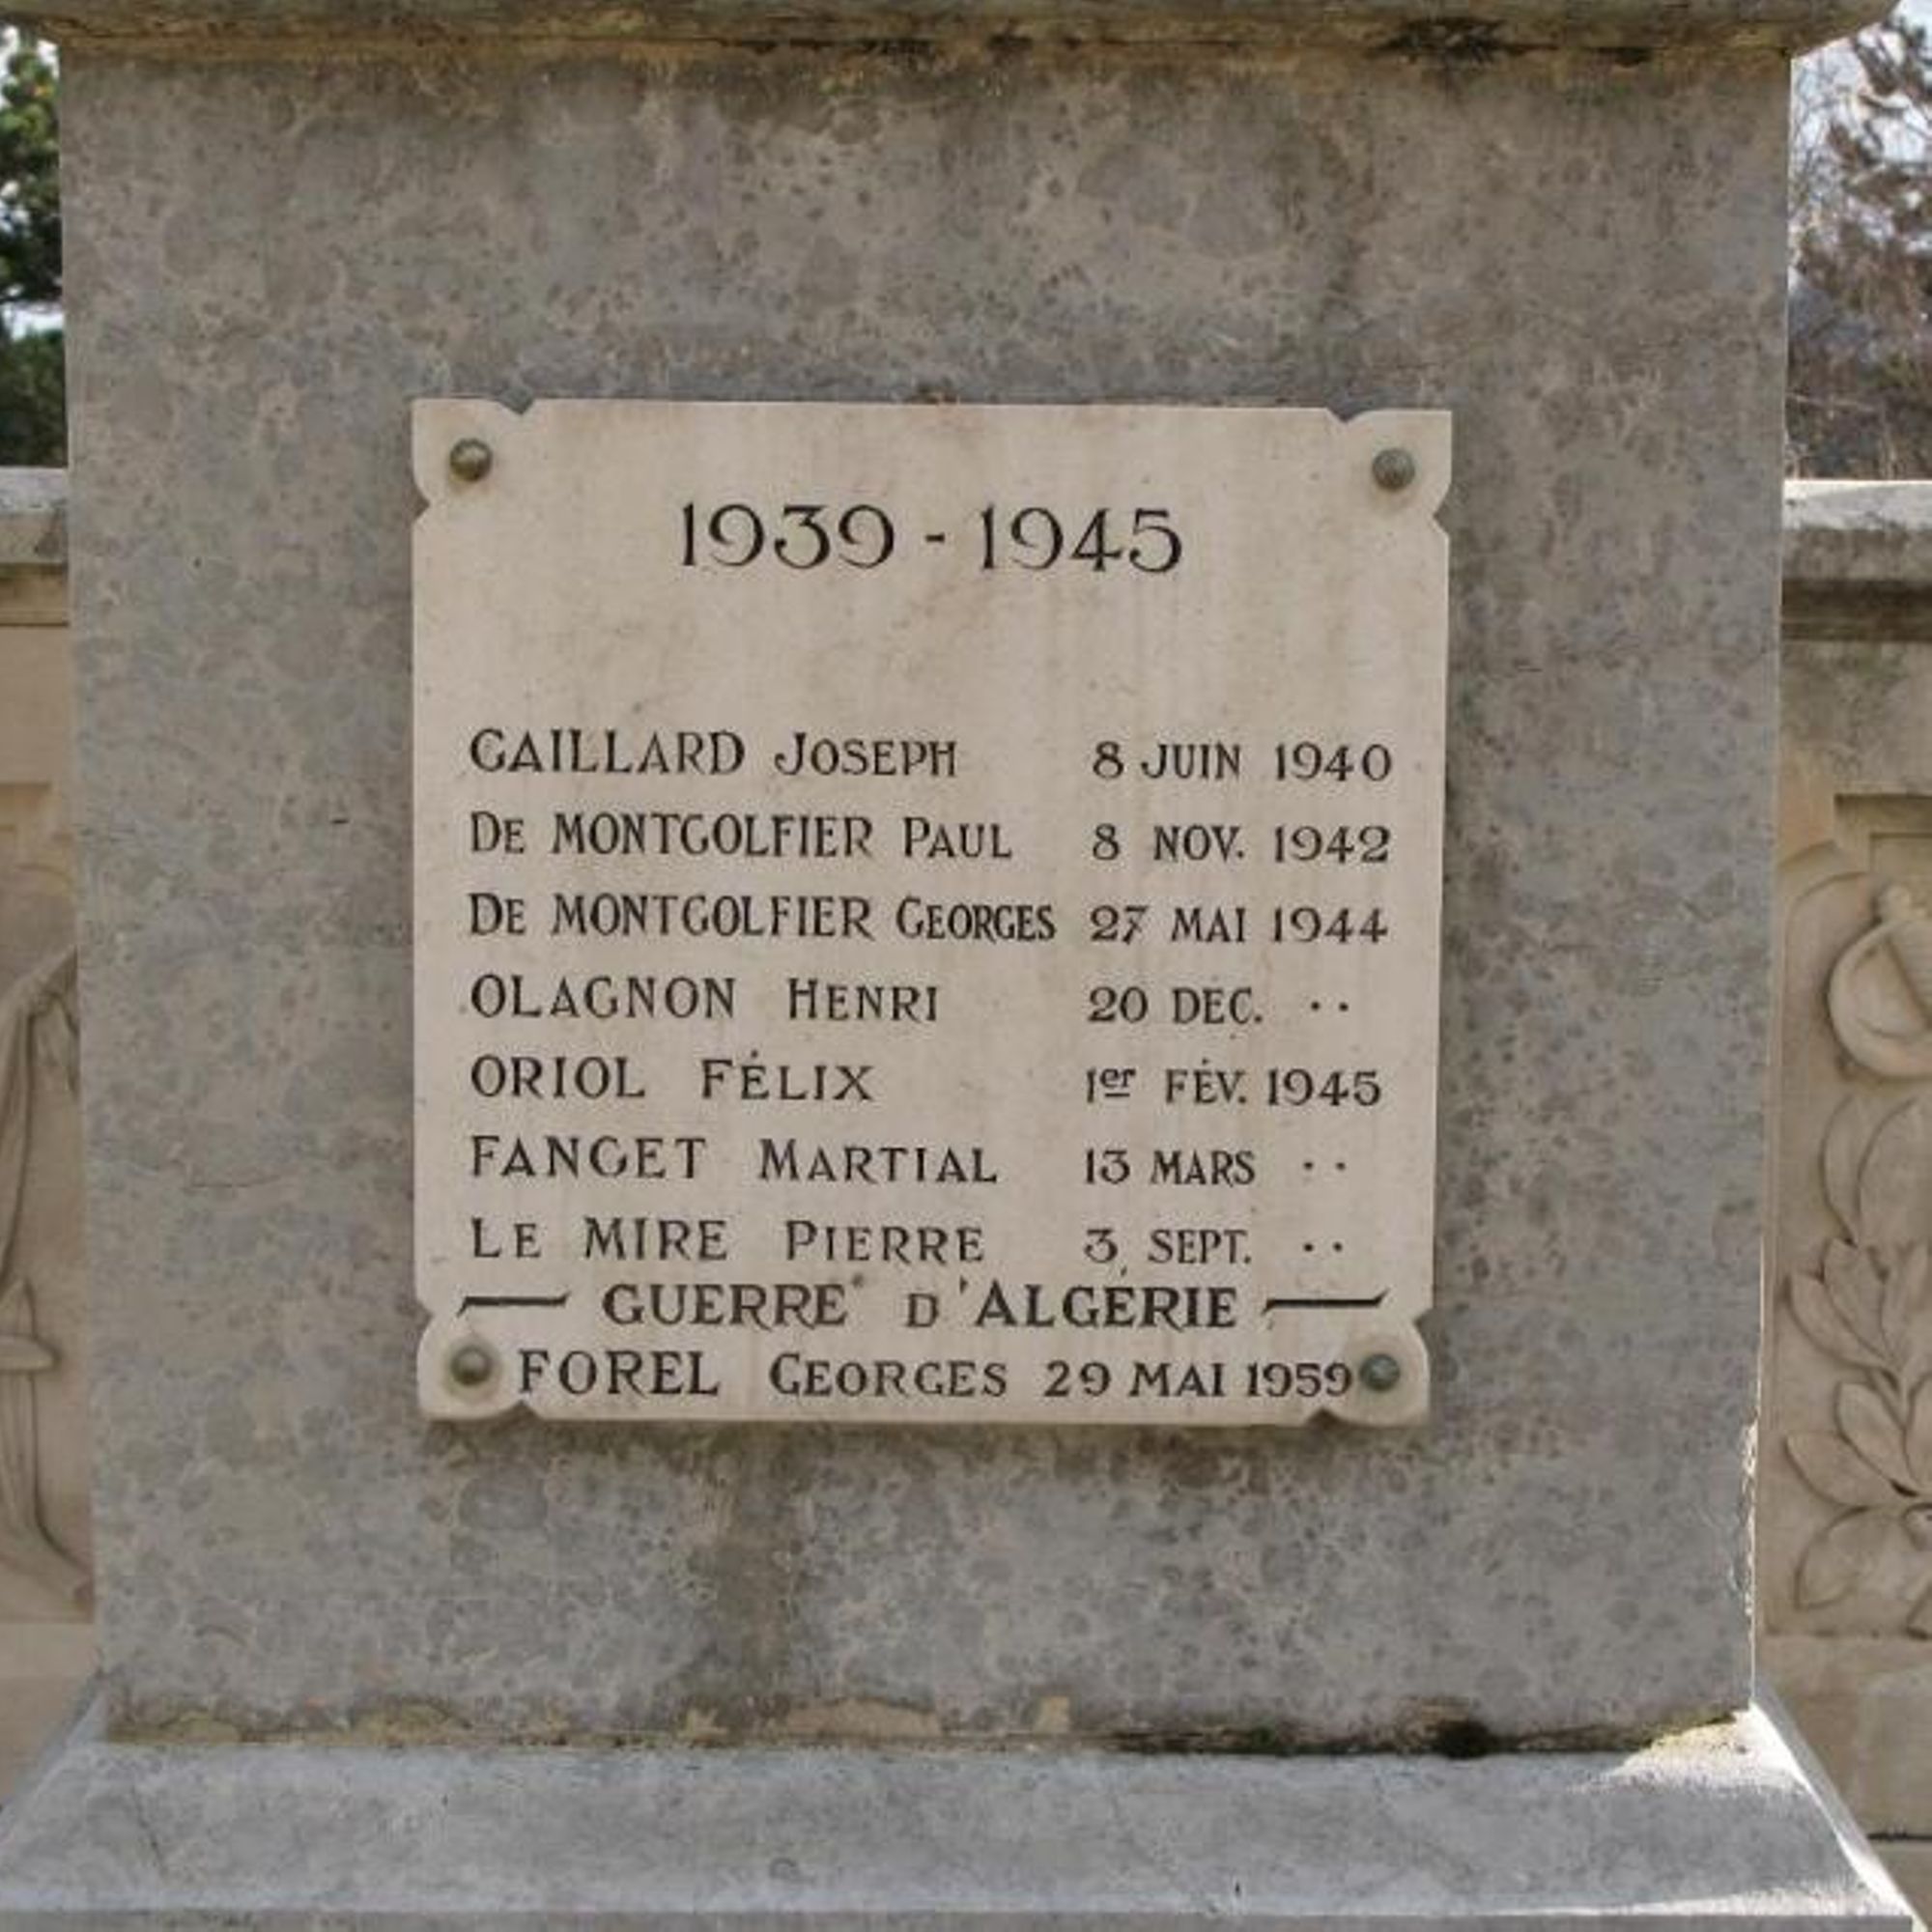 1939 - 1945
GAILLARD JOSEPH 8 JUIN 1940
DE MONTGOLFIER PAUL 8 NOV. 1942
DE MONTGOLFIER GEORGES 27 MAI 1944
OLAGNON HENRI 20 DEC. ··
ORIOL FÉLIX 1er FÉV. 1945
FANGET MARTIAL 13 MARS ··
LE MIRE PIERRE 3 SEPT. ··
GUERRE D'ALGÉRIE
FOREL GEORGES 29 MAI 1959